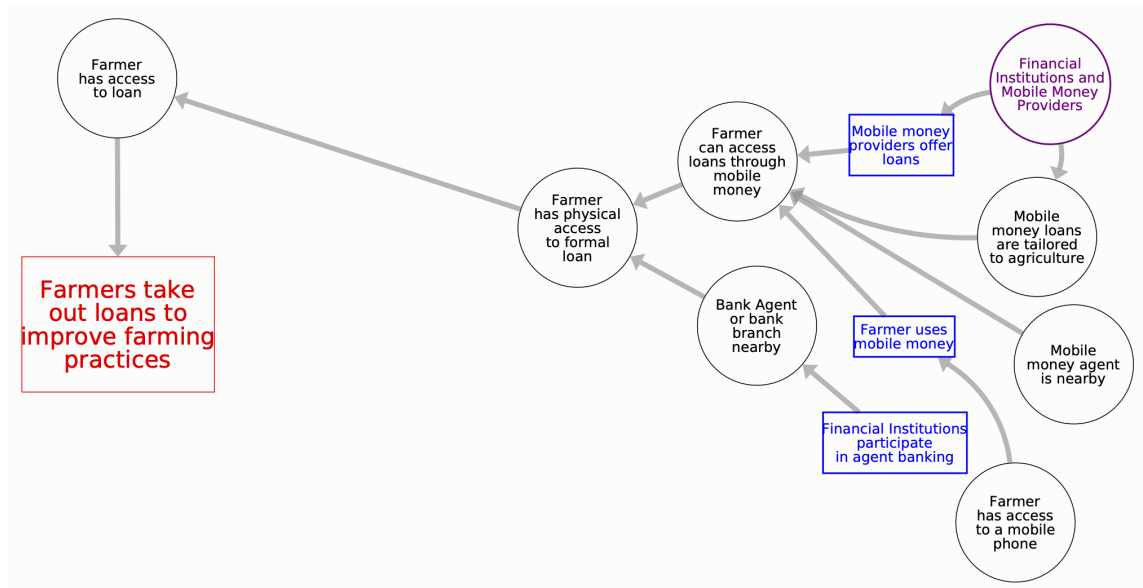 Farmer
has access
to loan
Farmers take
out loans to
improve farming
practices
Farmer
has physical
access
to formal
loan
Farmer
can access
loans through
mobile
money
Bank Agent
or bank
branch
nearby
Mobile money
providers offer
loans
Farmer uses
mobile money
Financial Institutions
participate
in agent banking
Financial
Institutions and
Mobile Money
Providers
Mobile
money loans
are tailored
to agriculture
Mobile
money agent
is nearby
Farmer
has access
to a mobile
phone